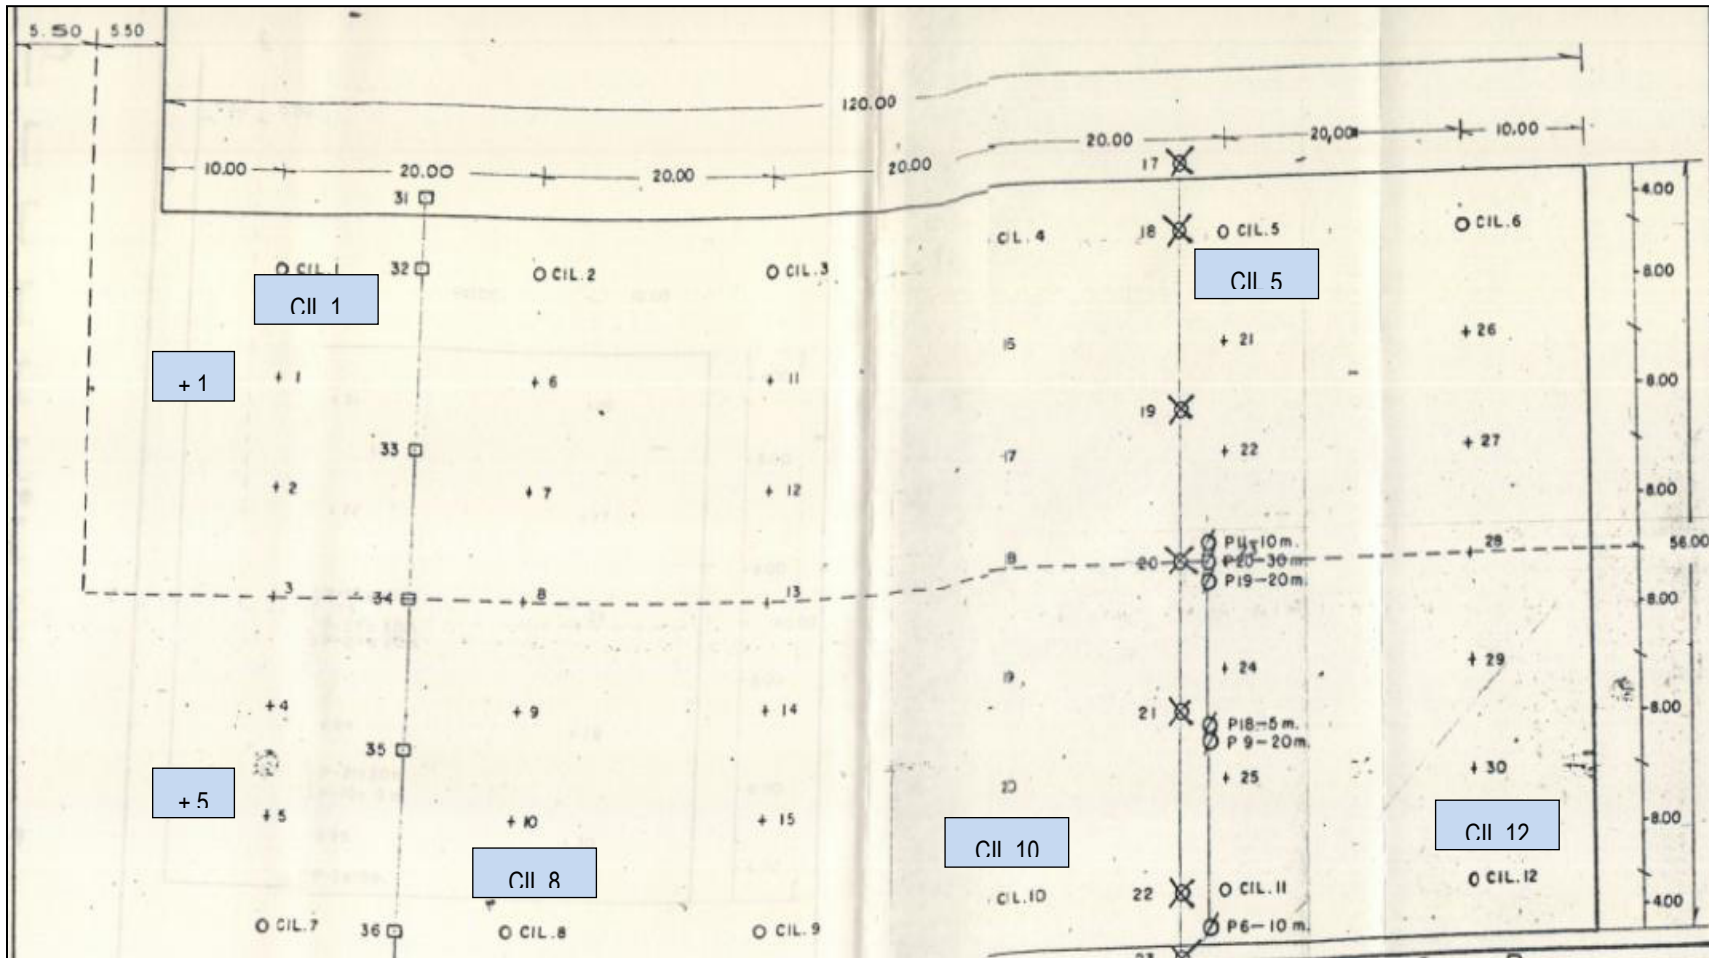 5.50 5.50
120.00
20.00 20,00 10.00
10.00 20.00 20.00 20.00 17
31 4.00
CIL. 4 18 CIL. 5 CIL. 6
CIL. 1 32 CIL. 2 CIL. 3 8.00
CIL 1 CIL 5
15 21 26
+ 1 1 6 11 8.00
19
17 22 27
33
2 7 12 8.00
P11-10 m.
18 20 P20-30 m. 28 56.00
P19-20 m.
3 34 8 13 8.00
19 24 29
4 9 14 21 8.00
P18-5 m.
P 9-20 m.
35
20 25 30
+ 5 5 10 15 8.00
CIL 8 CIL 10 CIL 12
CIL. 10 22 CIL. 11 CIL. 12
4.00
CIL. 7 36 CIL. 8 CIL. 9 P6-10 m.
23